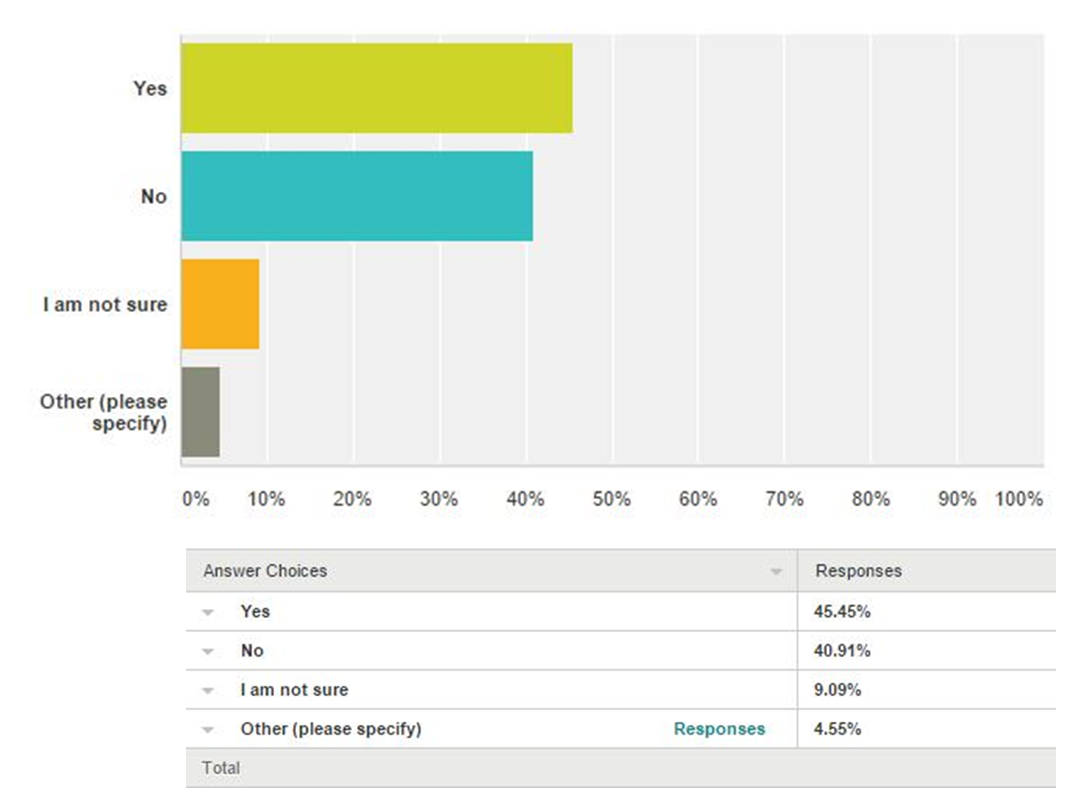 Yes
No
I am not sure
Other (please
specify)
0% 10% 20% 30% 40% 50% 60% 70% 80% 90% 100%
Answer Choices Responses
Yes 45.45%
No 40.91%
I am not sure 9.09%
Other (please specify) Responses 4.55%
Total